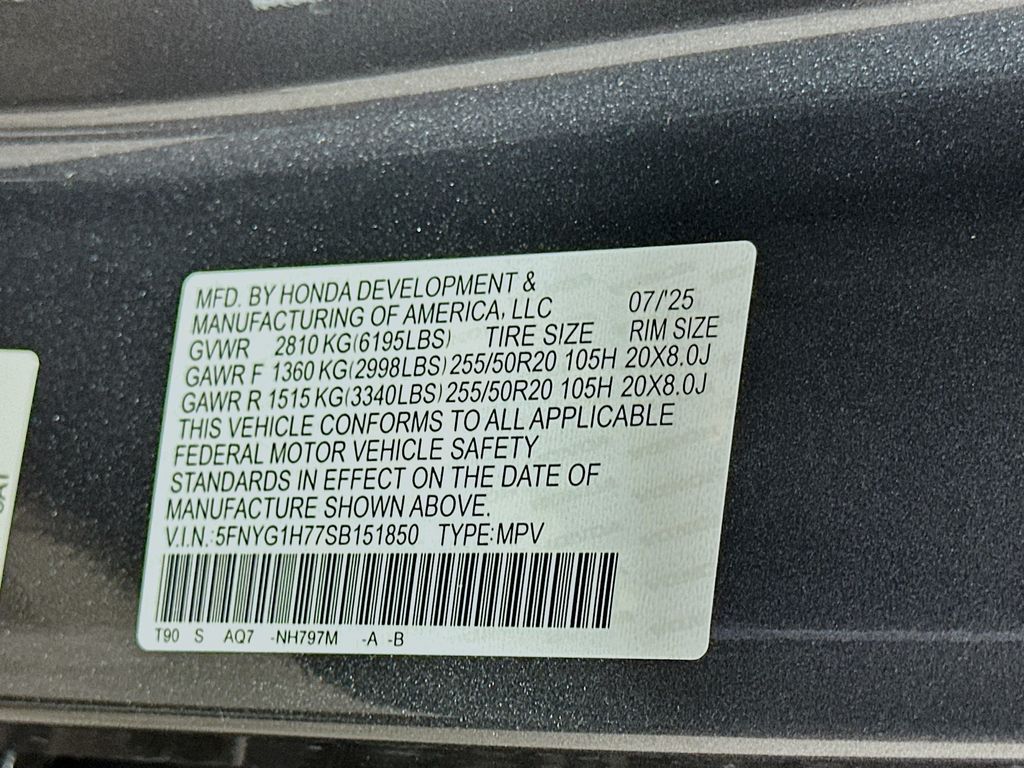 MFD. BY HONDA DEVELOPMENT &
MANUFACTURING OF AMERICA, LLC 07/'25
GVWR 2810 KG(6195LBS) TIRE SIZE RIM SIZE
GAWR F 1360 KG(2998LBS) 255/50R20 105H 20X8.0J
GAWR R 1515 KG(3340LBS) 255/50R20 105H 20X8.0J
THIS VEHICLE CONFORMS TO ALL APPLICABLE
FEDERAL MOTOR VEHICLE SAFETY
STANDARDS IN EFFECT ON THE DATE OF
MANUFACTURE SHOWN ABOVE.
V.I.N.:5FNYG1H77SB151850 TYPE:MPV
T90 S AQ7 -NH797M -A -B